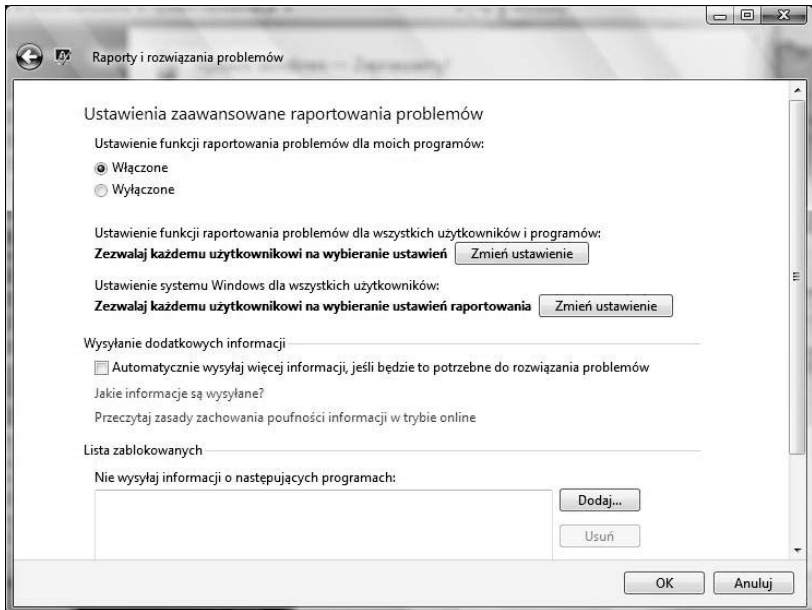 Raporty i rozwiązania problemów
Ustawienia zaawansowane raportowania problemów
Ustawienie funkcji raportowania problemów dla moich programów:
Włączone
Wyłączone
Ustawienie funkcji raportowania problemów dla wszystkich użytkowników i programów:
Zezwalaj każdemu użytkownikowi na wybieranie ustawień Zmień ustawienie
Ustawienie systemu Windows dla wszystkich użytkowników:
Zezwalaj każdemu użytkownikowi na wybieranie ustawień raportowania Zmień ustawienie
Wysyłanie dodatkowych informacji
Automatycznie wysyłaj więcej informacji, jeśli będzie to potrzebne do rozwiązania problemów
Jakie informacje są wysyłane?
Przeczytaj zasady zachowania poufności informacji w trybie online
Lista zablokowanych
Nie wysyłaj informacji o następujących programach:
Dodaj...
Usuń
OK Anuluj